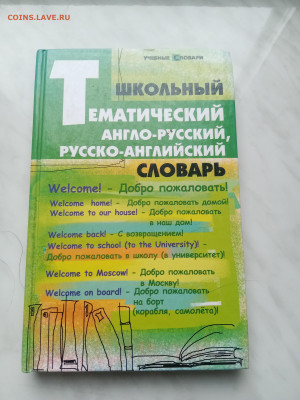 COINS.LAVE.RU
УЧЕБНЫЕ СЛОВАРИ
ШКОЛЬНЫЙ
ТЕМАТИЧЕСКИЙ
АНГЛО-РУССКИЙ,
РУССКО-АНГЛИЙСКИЙ
СЛОВАРЬ
Welcome! - Добро пожаловать!
Welcome home! - Добро пожаловать домой!
Welcome to our house! - Добро пожаловать
в наш дом!
Welcome back! - С возвращением!
Welcome to school (to the University)! -
Добро пожаловать в школу (в университет)!
Welcome to Moscow! - Добро пожаловать
в Москву!
Welcome on board! - Добро пожаловать
на борт
(корабля, самолёта)!